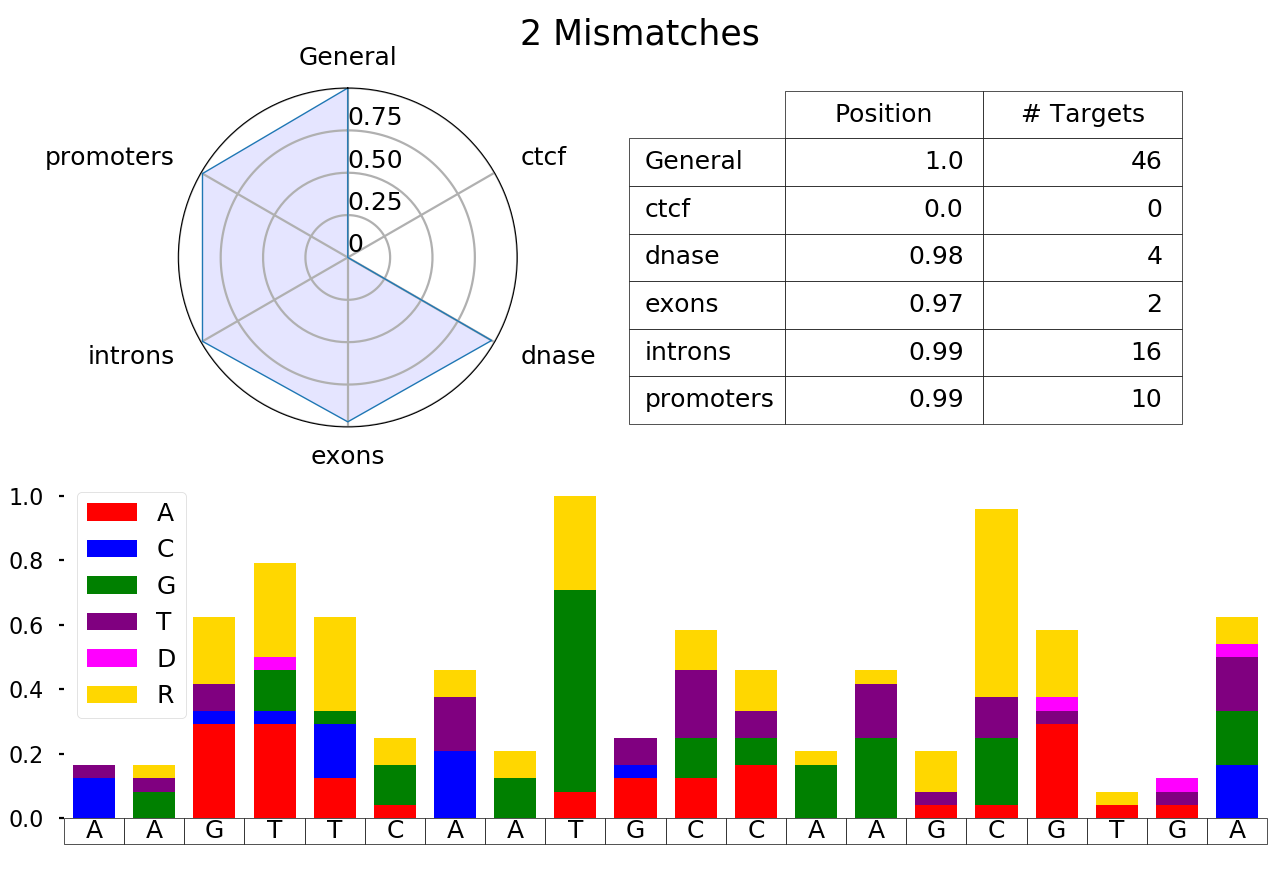 2 Mismatches
General
promoters
ctcf
introns
dnase
exons
0.75
0.50
0.25
0
Position # Targets
General 1.0 46
ctcf 0.0 0
dnase 0.98 4
exons 0.97 2
introns 0.99 16
promoters 0.99 10
1.0
0.8
0.6
0.4
0.2
0.0
A
C
G
T
D
R
A A G T T C A A T G C C A A G C G T G A